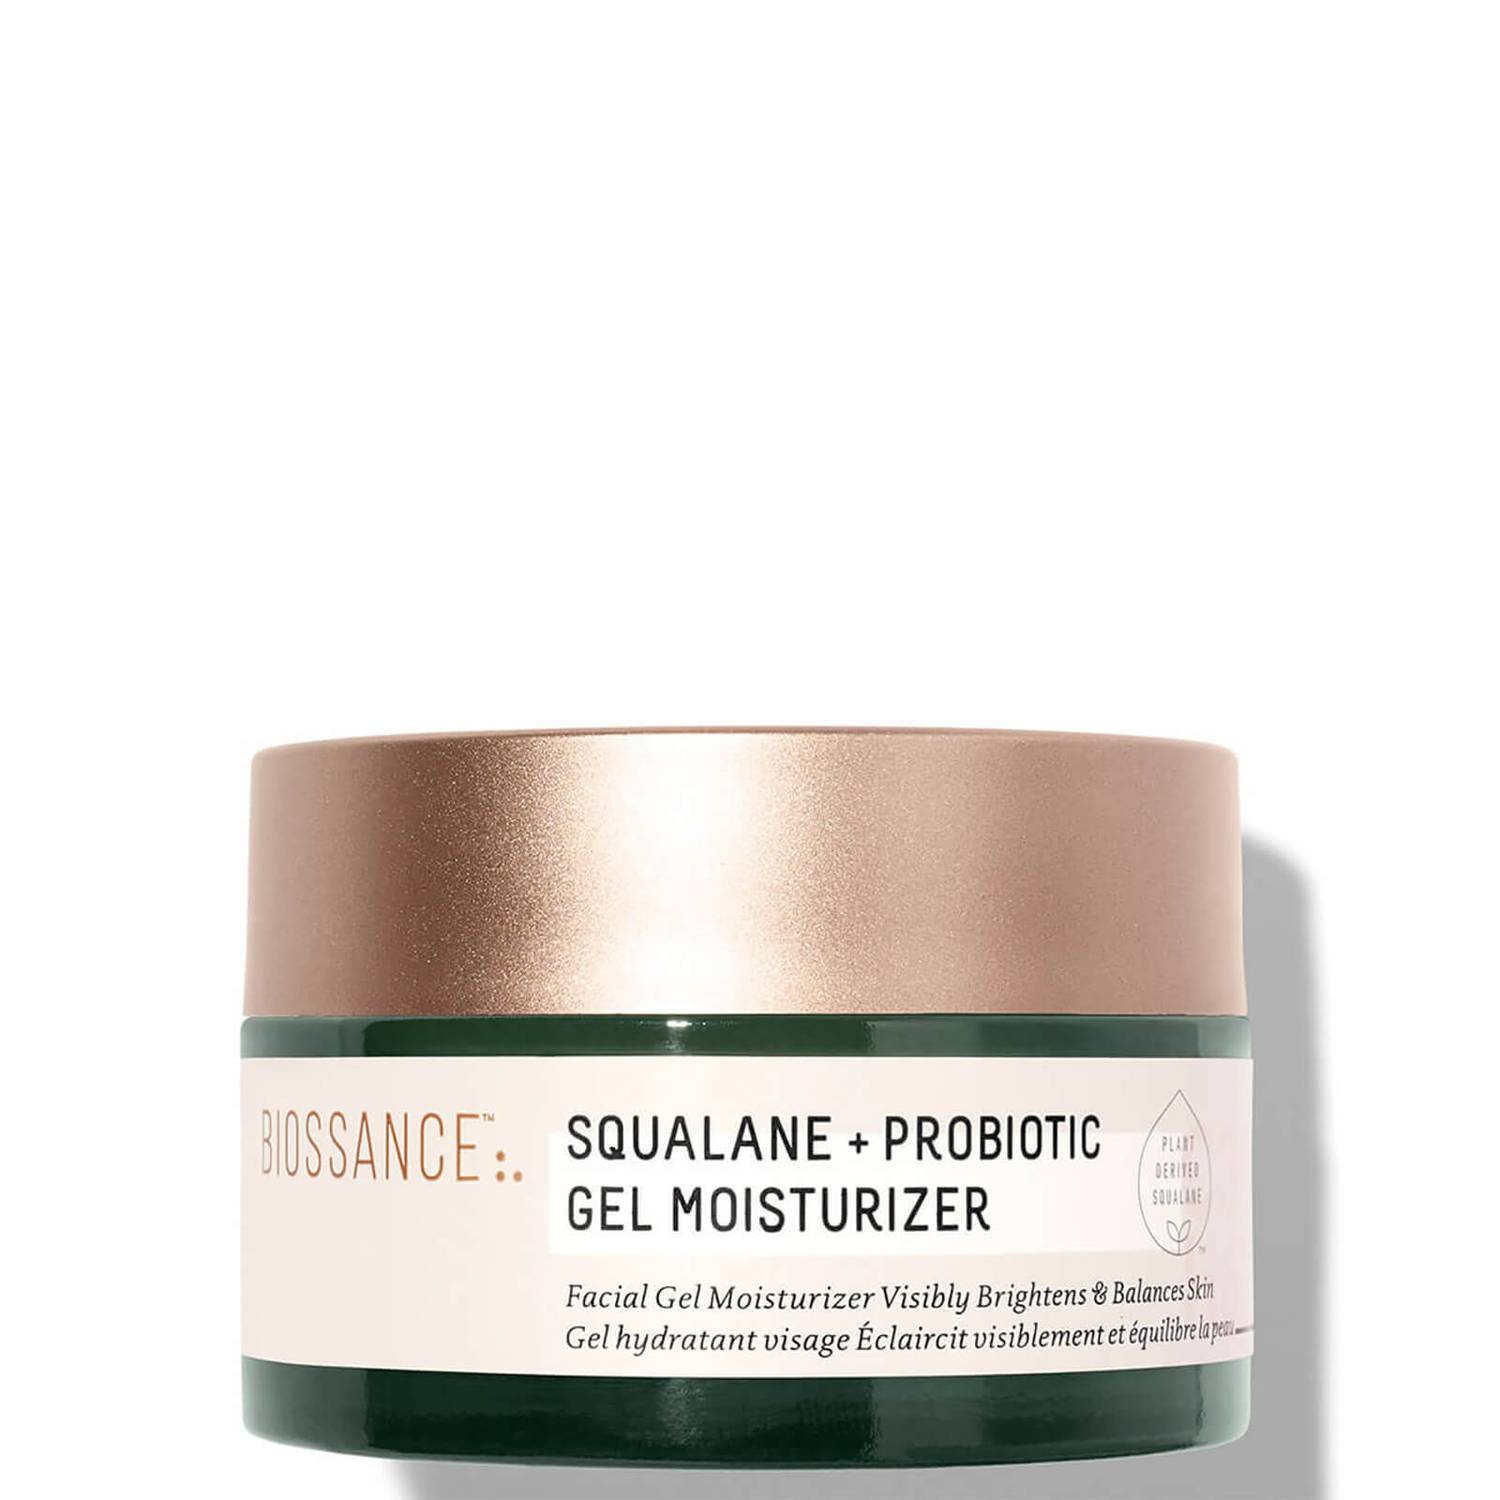 BIOSSANCE™
SQUALANE + PROBIOTIC
GEL MOISTURIZER
PLANT
DERIVED
SQUALANE
™
Facial Gel Moisturizer Visibly Brightens & Balances Skin
Gel hydratant visage Éclaircit visiblement et équilibre la peau